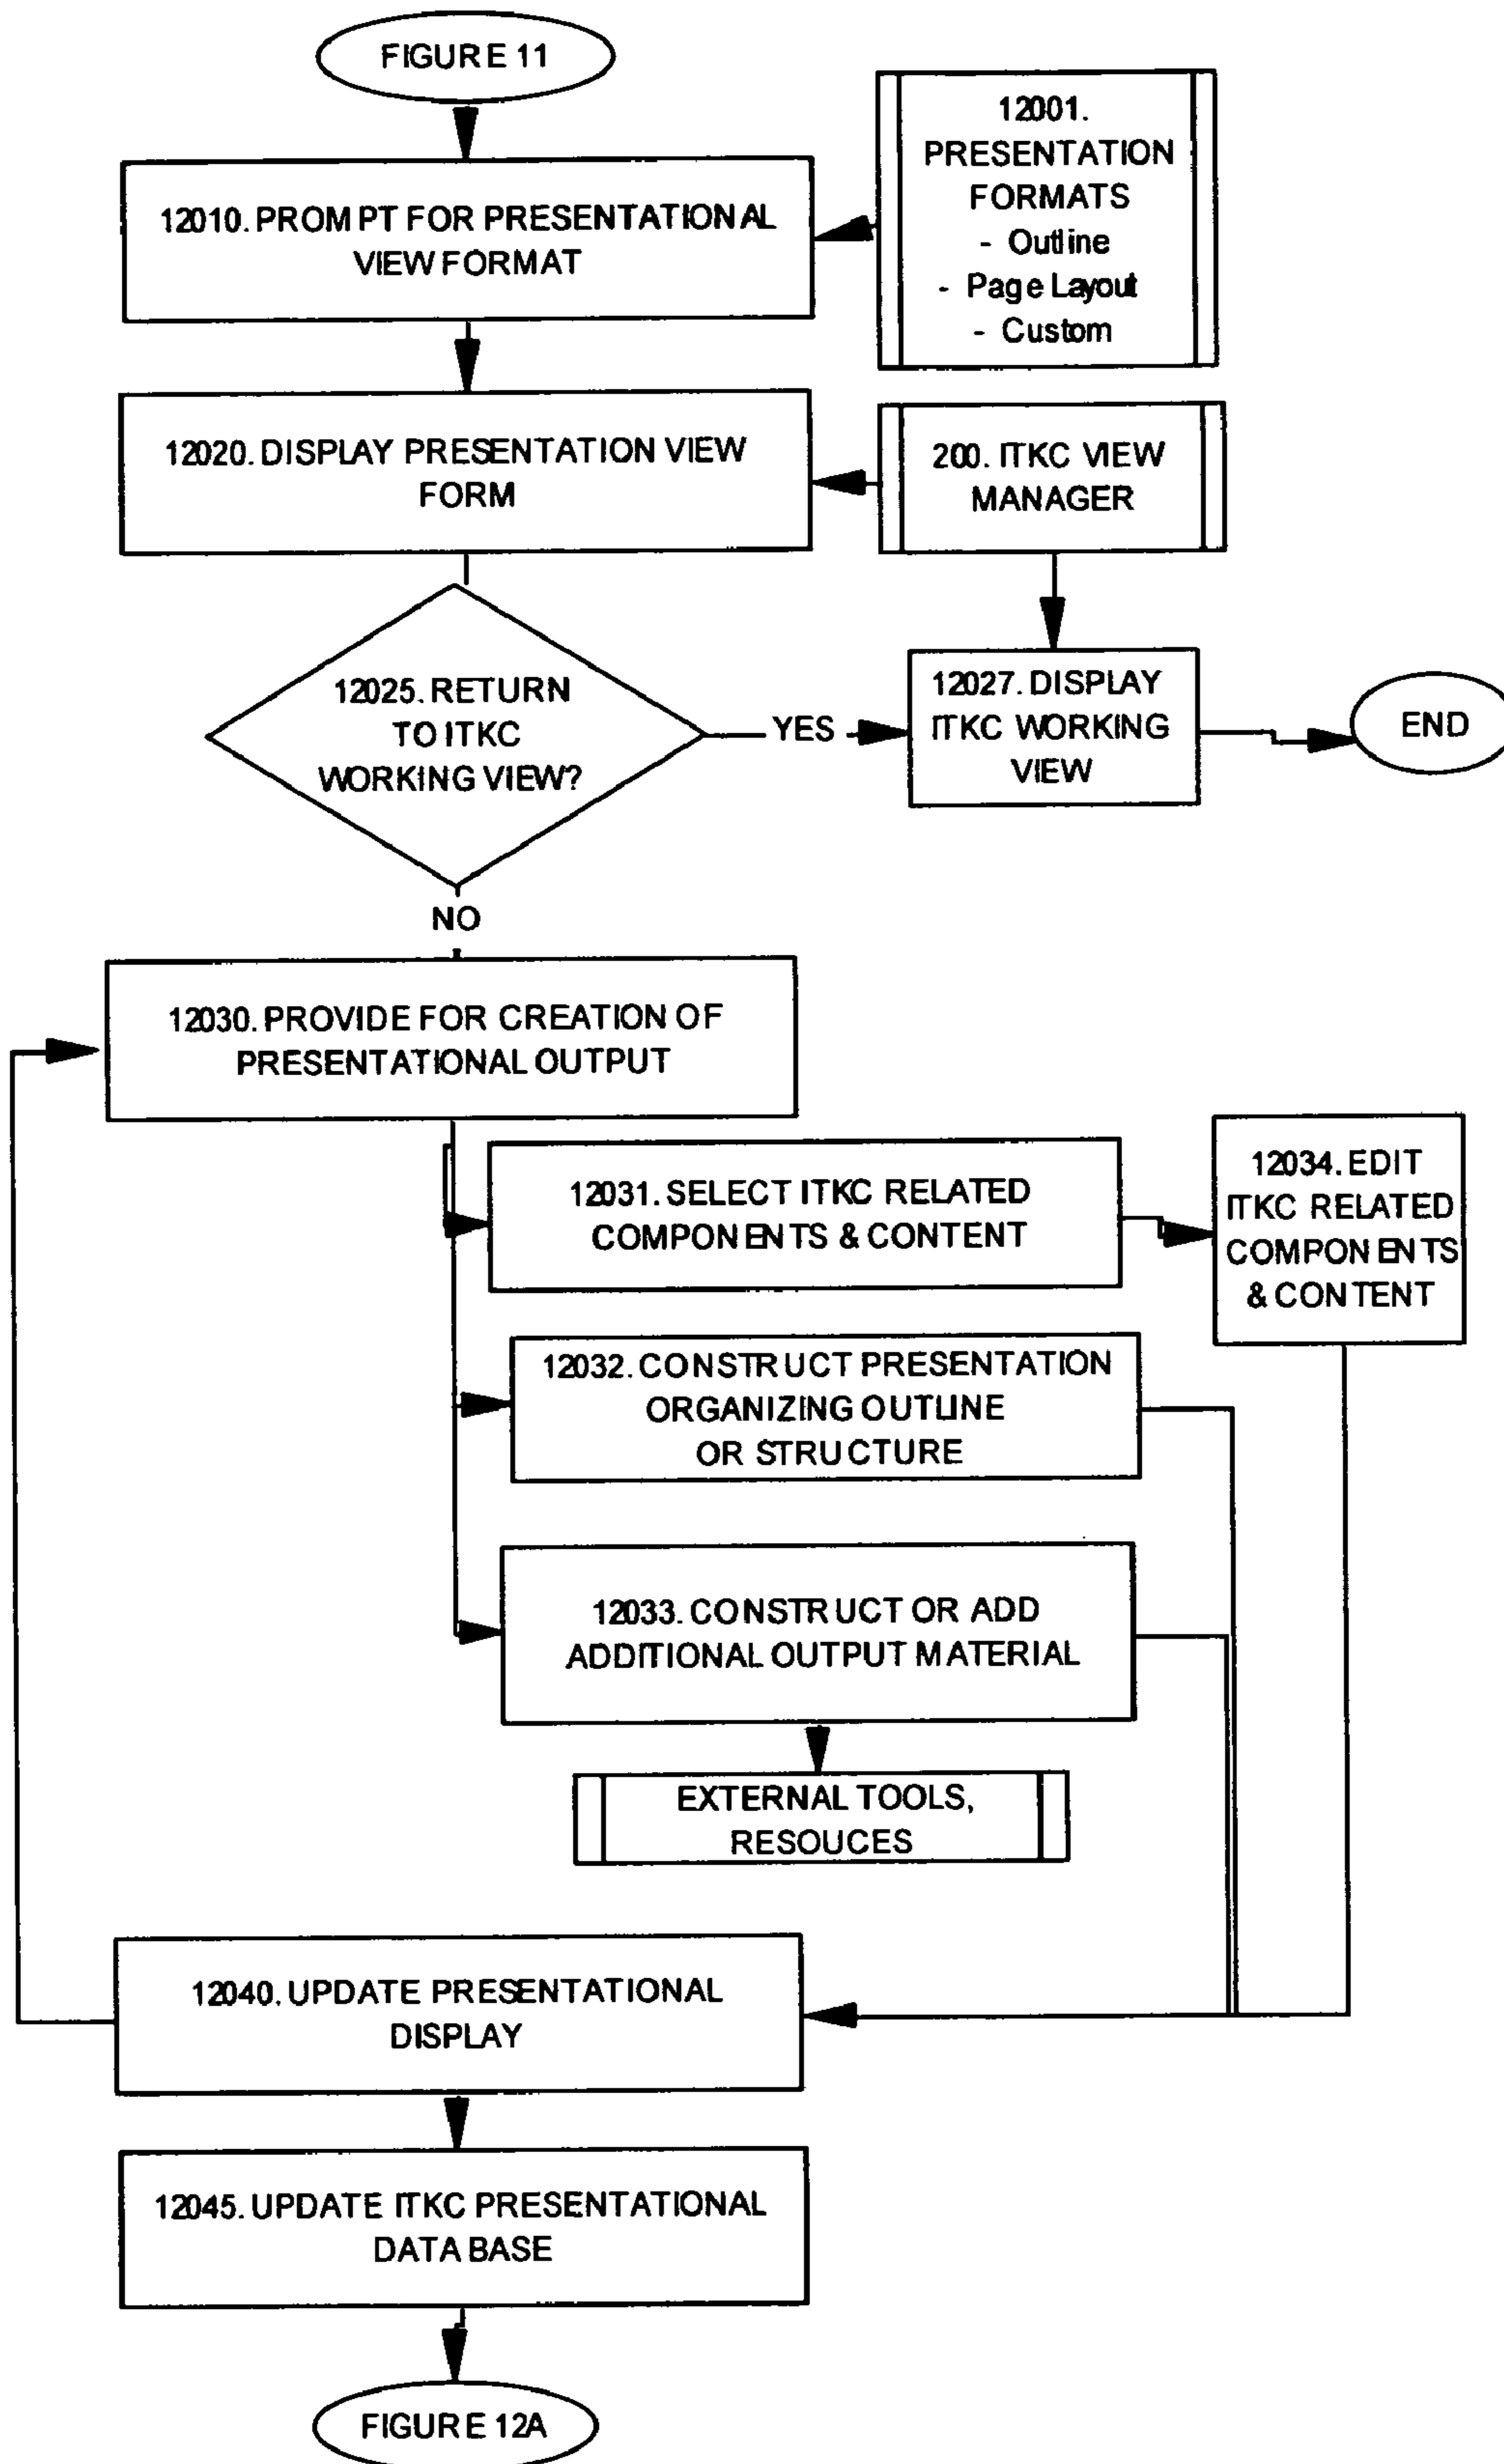 FIGURE 11
12001.
PRESENTATION
FORMATS
- Outline
- Page Layout
- Custom
12010. PROMPT FOR PRESENTATIONAL
VIEW FORMAT
12020. DISPLAY PRESENTATION VIEW
FORM
200. ITKC VIEW
MANAGER
12025. RETURN
TO ITKC
WORKING VIEW?
YES
12027. DISPLAY
ITKC WORKING
VIEW
END
NO
12030. PROVIDE FOR CREATION OF
PRESENTATIONAL OUTPUT
12031. SELECT ITKC RELATED
COMPONENTS & CONTENT
12034. EDIT
ITKC RELATED
COMPONENTS
& CONTENT
12032. CONSTRUCT PRESENTATION
ORGANIZING OUTLINE
OR STRUCTURE
12033. CONSTRUCT OR ADD
ADDITIONAL OUTPUT MATERIAL
EXTERNAL TOOLS,
RESOUCES
12040. UPDATE PRESENTATIONAL
DISPLAY
12045. UPDATE ITKC PRESENTATIONAL
DATA BASE
FIGURE 12A